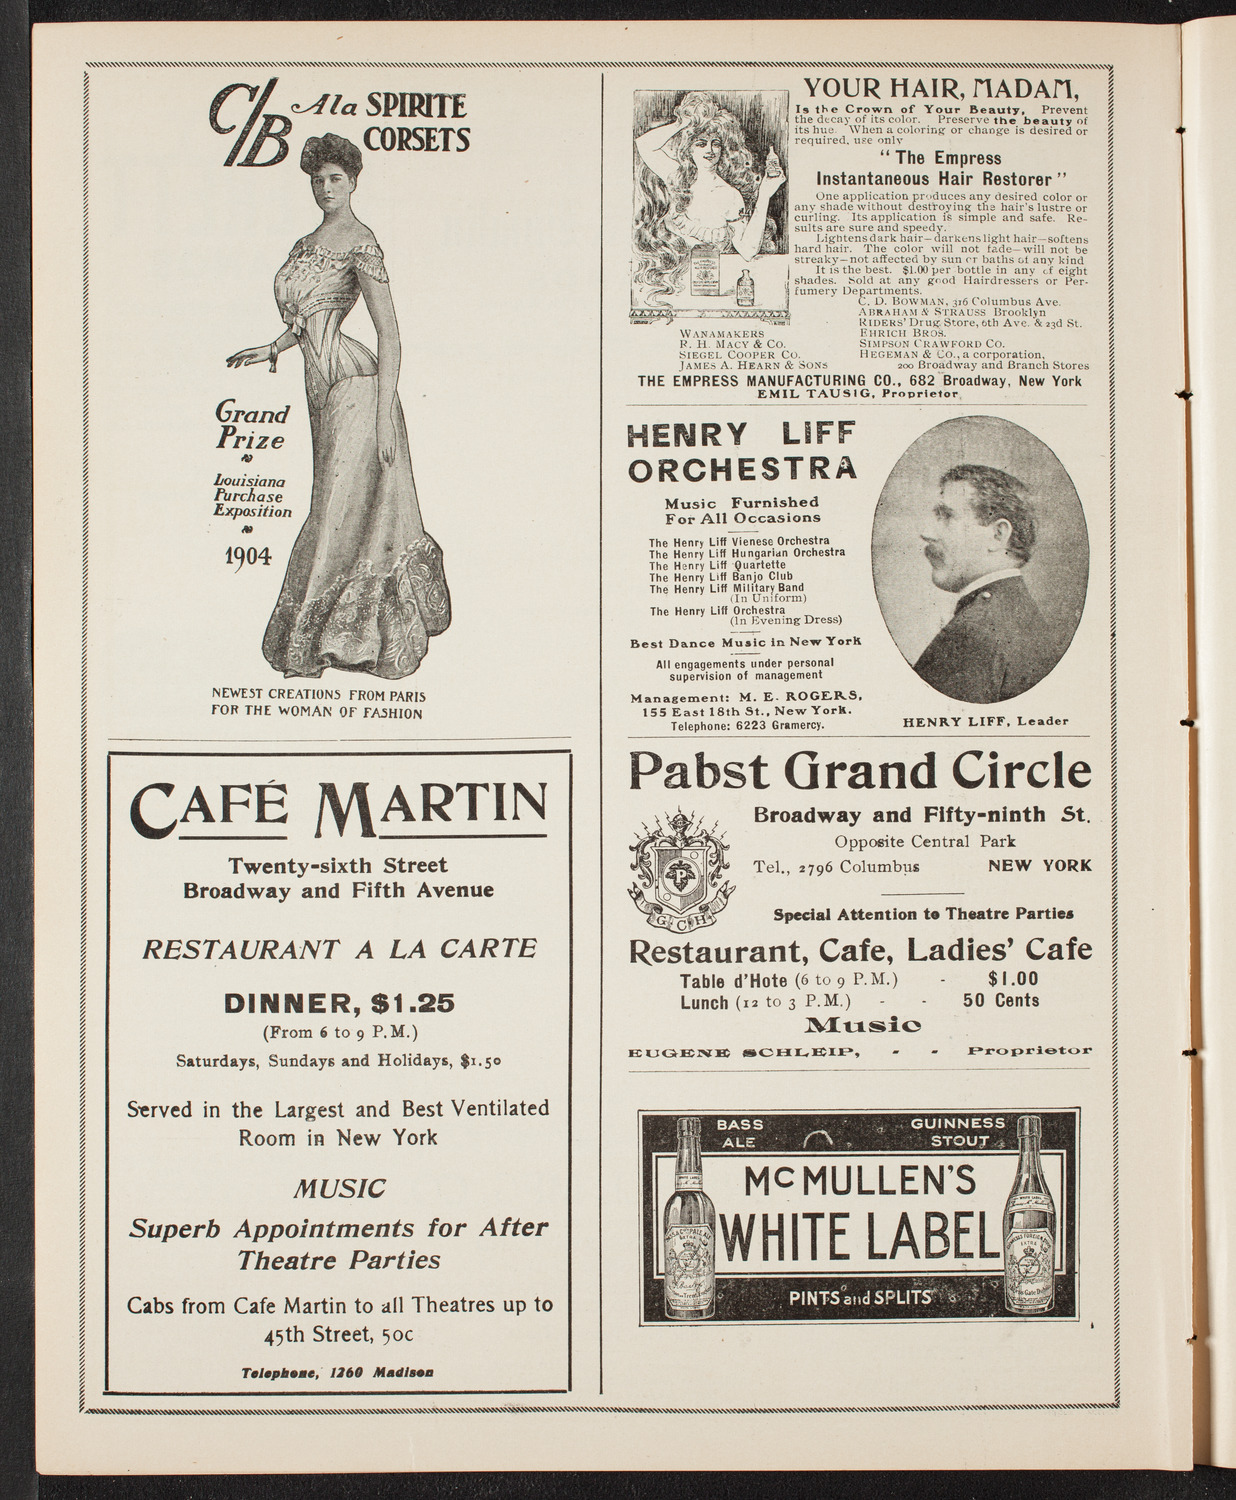 C/B A la SPIRITE
CORSETS
Grand
Prize
Louisiana
Purchase
Exposition
1904
NEWEST CREATIONS FROM PARIS
FOR THE WOMAN OF FASHION
CAFÉ MARTIN
Twenty-sixth Street
Broadway and Fifth Avenue
RESTAURANT A LA CARTE
DINNER, $1.25
(From 6 to 9 P.M.)
Saturdays, Sundays and Holidays, $1.50
Served in the Largest and Best Ventilated
Room in New York
MUSIC
Superb Appointments for After
Theatre Parties
Cabs from Cafe Martin to all Theatres up to
45th Street, 50c
Telephone, 1260 Madison
YOUR HAIR, MADAM,
Is the Crown of Your Beauty, Prevent
the decay of its color. Preserve the beauty of
its hue. When a coloring or change is desired or
required, use only
"The Empress
Instantaneous Hair Restorer"
One application produces any desired color or
any shade without destroying the hair's lustre or
curling. Its application is simple and safe. Re-
sults are sure and speedy.
Lightens dark hair—darkens light hair—softens
hard hair. The color will not fade—will not be
streaky—not affected by sun or baths of any kind
It is the best. $1.00 per bottle in any of eight
shades. Sold at any good Hairdressers or Per-
fumery Departments.
C. D. BOWMAN, 316 Columbus Ave.
ABRAHAM & STRAUSS Brooklyn
RIDERS' Drug Store, 6th Ave. & 23d St.
WANAMAKERS EHRICH BROS.
R. H. MACY & CO. SIMPSON CRAWFORD CO.
SIEGEL COOPER CO. HEGEMAN & CO., a corporation,
JAMES A. HEARN & SONS 200 Broadway and Branch Stores
THE EMPRESS MANUFACTURING CO., 682 Broadway, New York
EMIL TAUSIG, Proprietor
HENRY LIFF
ORCHESTRA
Music Furnished
For All Occasions
The Henry Liff Vienese Orchestra
The Henry Liff Hungarian Orchestra
The Henry Liff Quartette
The Henry Liff Banjo Club
The Henry Liff Military Band
(In Uniform)
The Henry Liff Orchestra
(In Evening Dress)
Best Dance Music in New York
All engagements under personal
supervision of management
Management: M. E. ROGERS,
155 East 18th St., New York.
Telephone: 6223 Gramercy.
HENRY LIFF, Leader
Pabst Grand Circle
Broadway and Fifty-ninth St.
Opposite Central Park
Tel., 2796 Columbus NEW YORK
P
G C H
Special Attention to Theatre Parties
Restaurant, Cafe, Ladies' Cafe
Table d'Hote (6 to 9 P.M.) - $1.00
Lunch (12 to 3 P.M.) - - 50 Cents
Music
EUGENE SCHLEIP, - - Proprietor
BASS GUINNESS
ALE STOUT
MCMULLEN'S
WHITE LABEL
PINTS and SPLITS